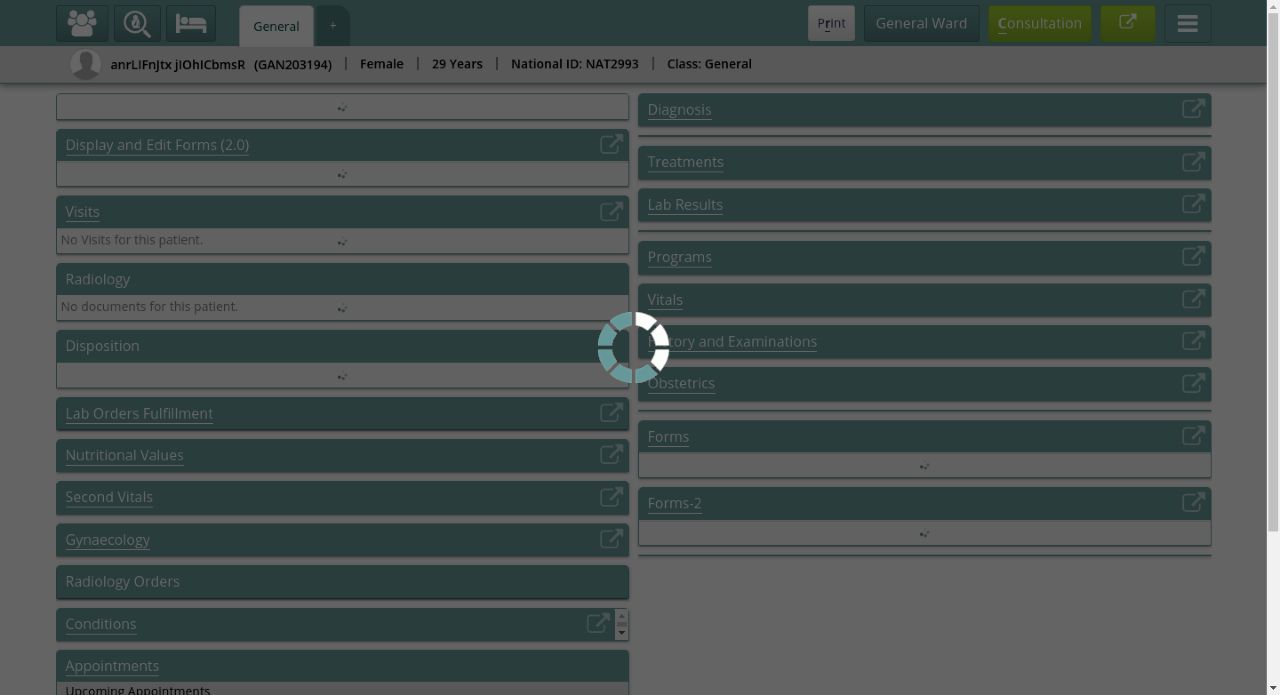 General
+
Print
General Ward
Consultation
anrLIFnJtx jIOhICbmsR (GAN203194) | Female | 29 Years | National ID: NAT2993 | Class: General
Display and Edit Forms (2.0)
Visits
No Visits for this patient.
Radiology
No documents for this patient.
Disposition
Lab Orders Fulfillment
Nutritional Values
Second Vitals
Gynaecology
Radiology Orders
Conditions
Appointments
Upcoming Appointments
Diagnosis
Treatments
Lab Results
Programs
Vitals
History and Examinations
Obstetrics
Forms
Forms-2